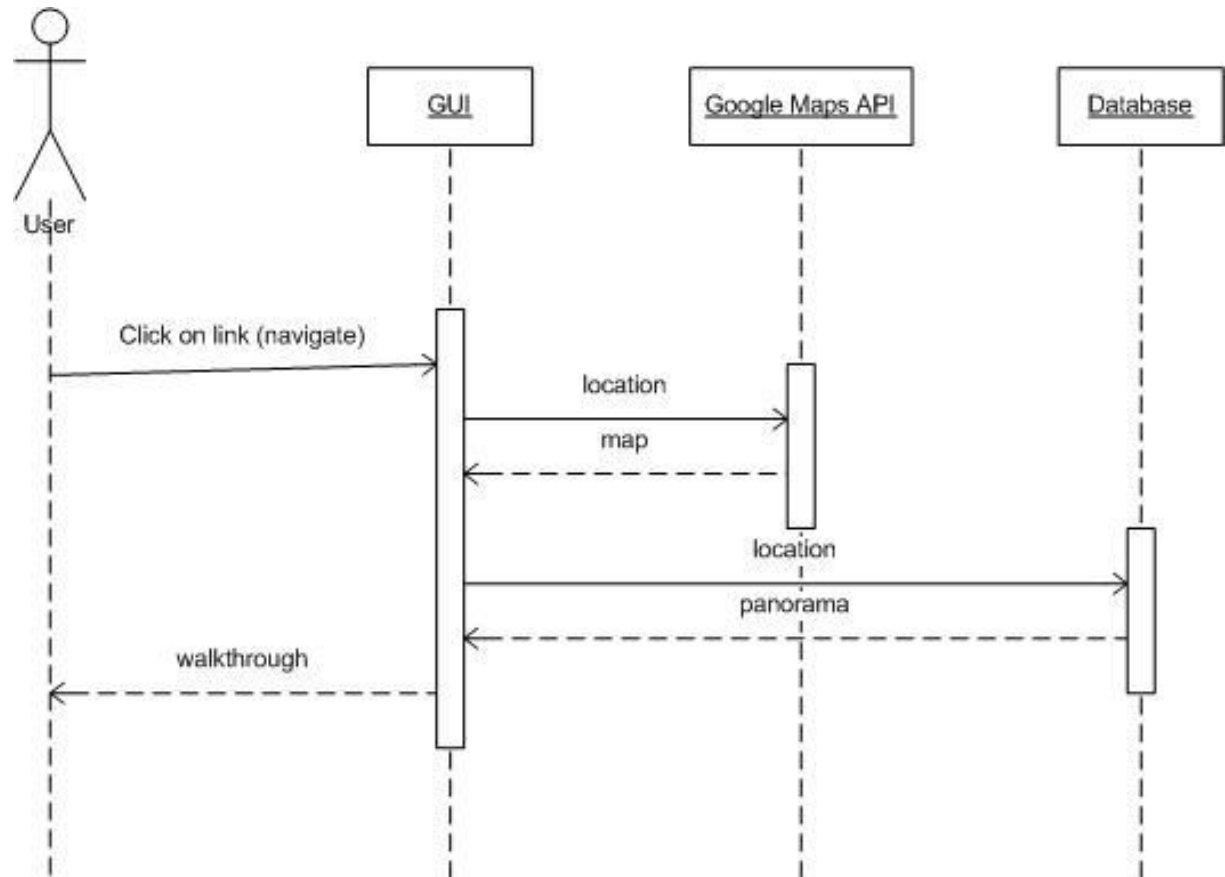 GUI
Google Maps API
Database
User
Click on link (navigate)
location
map
location
panorama
walkthrough